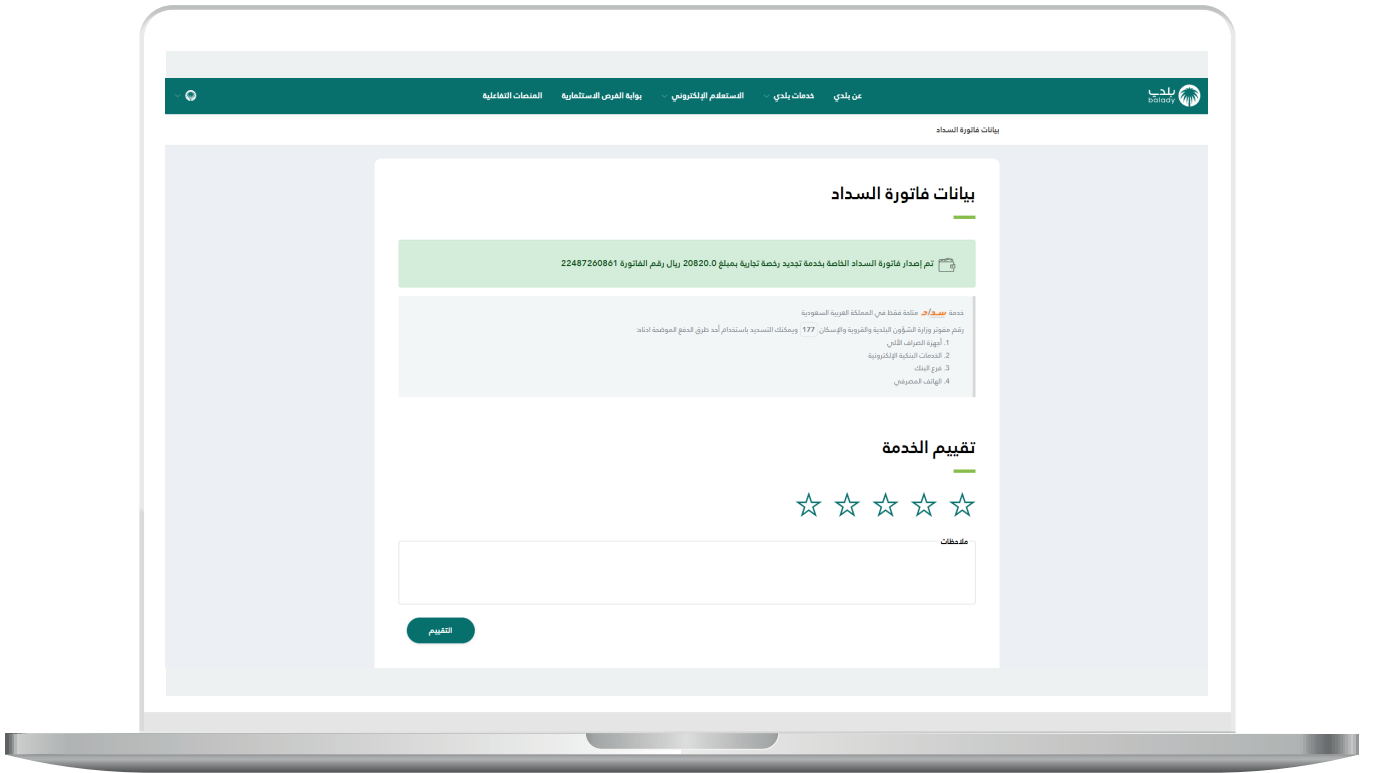 بلدي
balady
عن بلدي
خدمات بلدي
الاستعلام الإلكتروني
بوابة الفرص الاستثمارية
المنصات التفاعلية
بيانات فاتورة السداد
بيانات فاتورة السداد
تم إصدار فاتورة السداد الخاصة بخدمة تجديد رخصة تجارية بمبلغ 20820.0 ريال رقم الفاتورة 22487260861
خدمة سداد متاحة فقط في المملكة العربية السعودية
رقم مفوتر وزارة الشؤون البلدية والقروية والإسكان 177 ويمكنك التسديد باستخدام أحد طرق الدفع الموضحة ادناه:
1. أجهزة الصراف الألي
2. الخدمات البنكية الإلكترونية
3. فرع البنك
4. الهاتف المصرفي
تقييم الخدمة
ملاحظات
التقييم